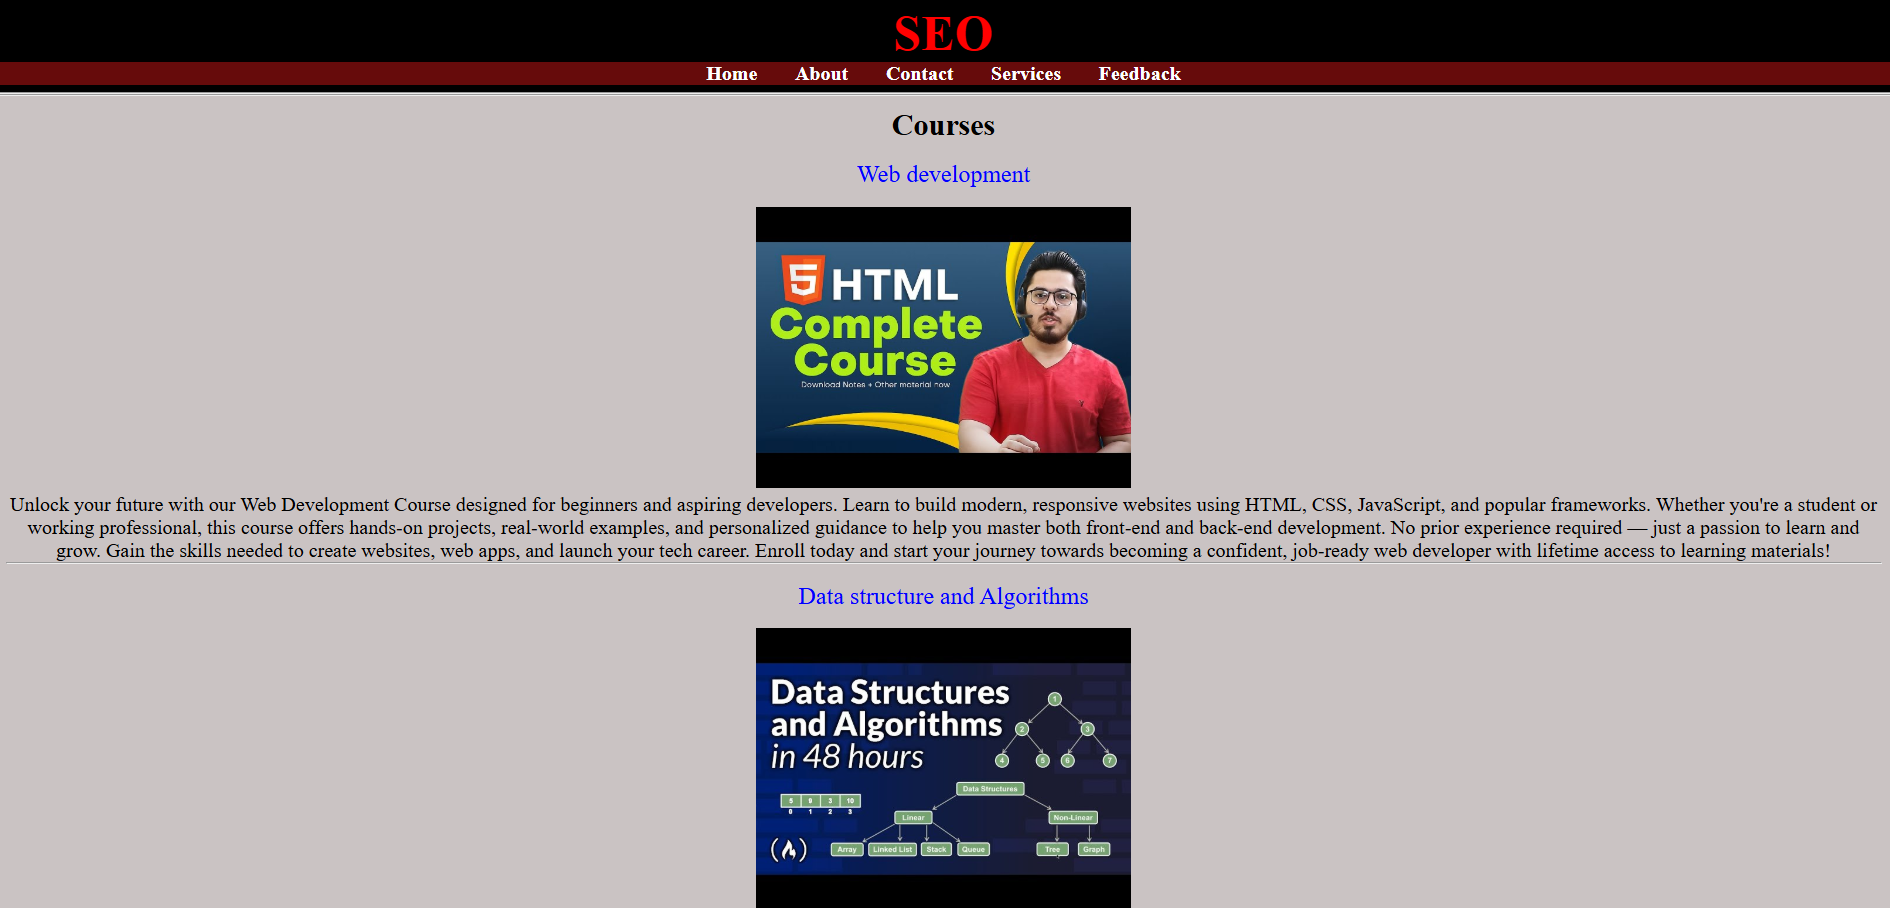 SEO
Home About Contact Services Feedback
Courses
Web development
5 HTML
Complete
Course
Download Notes + Other material now
Unlock your future with our Web Development Course designed for beginners and aspiring developers. Learn to build modern, responsive websites using HTML, CSS, JavaScript, and popular frameworks. Whether you're a student or
working professional, this course offers hands-on projects, real-world examples, and personalized guidance to help you master both front-end and back-end development. No prior experience required — just a passion to learn and
grow. Gain the skills needed to create websites, web apps, and launch your tech career. Enroll today and start your journey towards becoming a confident, job-ready web developer with lifetime access to learning materials!
Data structure and Algorithms
Data Structures
and Algorithms
in 48 hours
1
2 3
4 5 6 7
Data Structures
5 9 3 10
0 1 2 3
Linear Non-Linear
Array Linked List Stack Queue Tree Graph